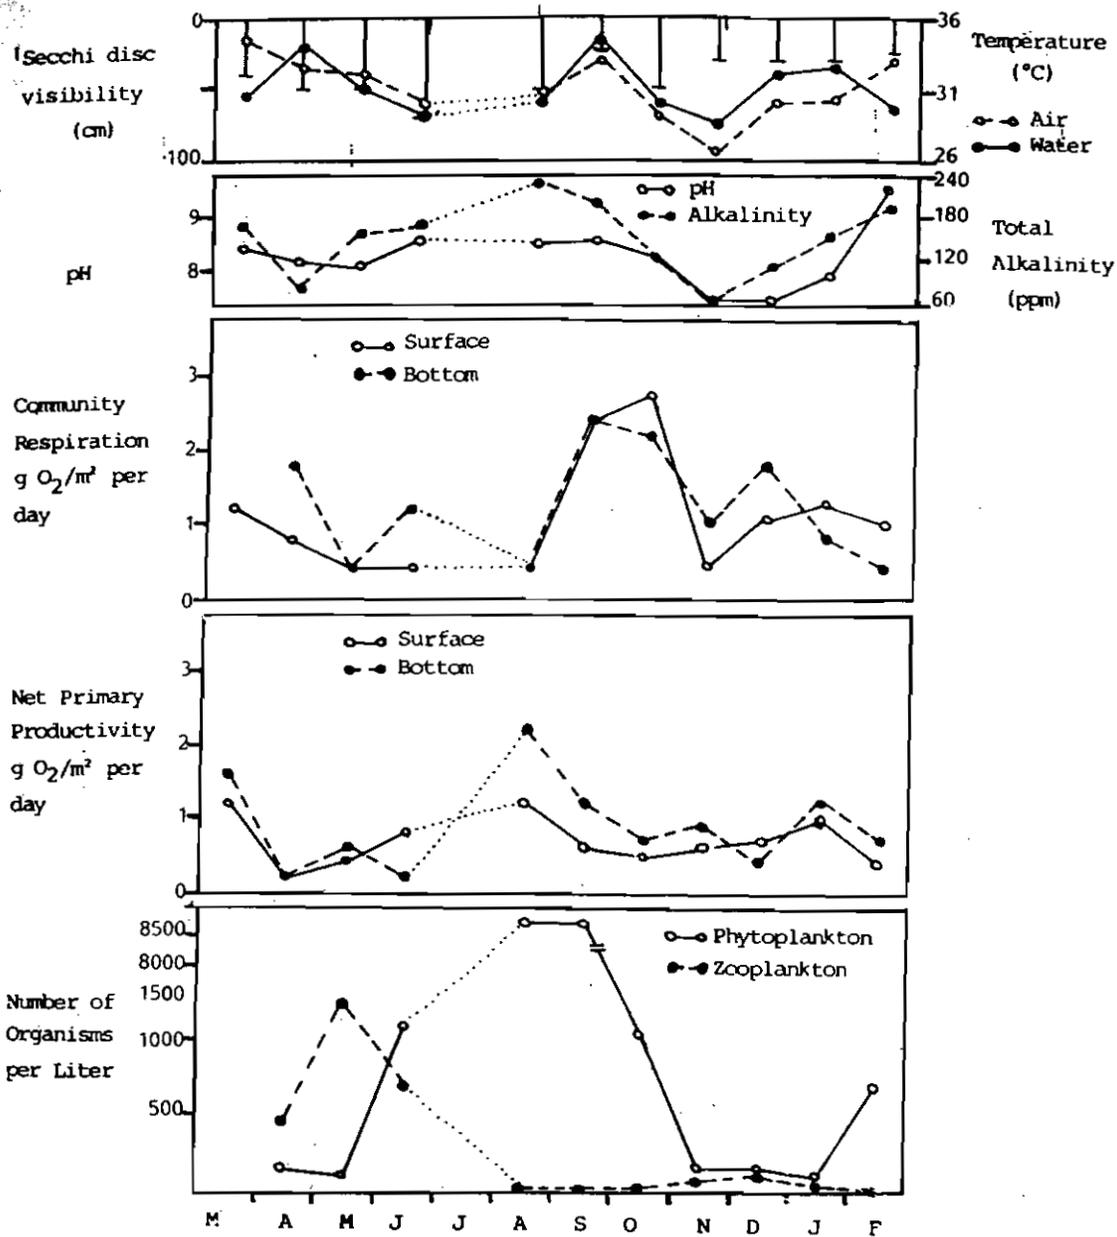 0
Secchi disc
visibility
(cm)
-100
36
31
26
Temperature
(°C)
Air
Water
9
8
pH
pH
Alkalinity
240
180
120
60
Total
Alkalinity
(ppm)
Surface
Bottom
3
2
1
0
Community
Respiration
g O2/m² per
day
Surface
Bottom
3
2
1
0
Net Primary
Productivity
g O2/m² per
day
8500
8000
1500
1000
500
Number of
Organisms
per Liter
Phytoplankton
Zooplankton
M A M J J A S O N D J F